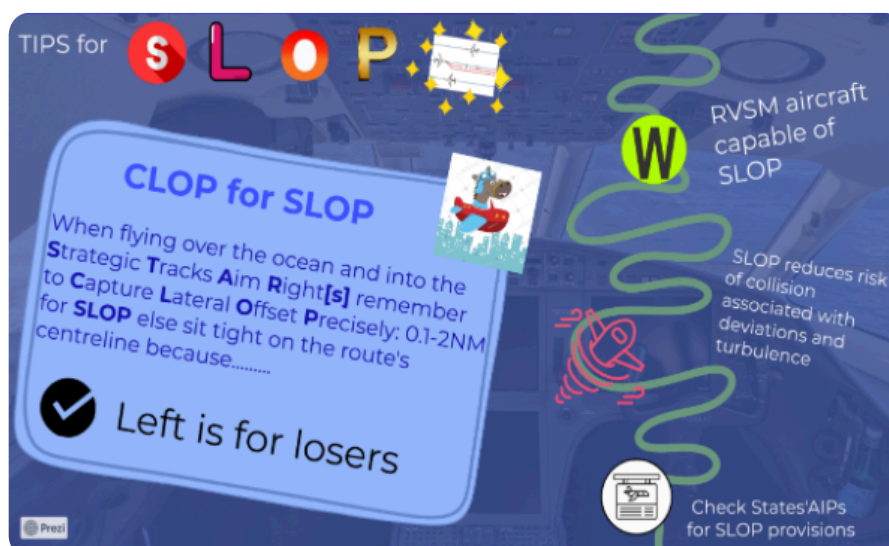 TIPS for SLOP
CLOP for SLOP
When flying over the ocean and into the
Strategic Tracks Aim Right[s] remember
to Capture Lateral Offset Precisely: 0.1-2NM
for SLOP else sit tight on the route's
centreline because.........
Left is for losers
W
RVSM aircraft
capable of
SLOP
SLOP reduces risk
of collision
associated with
deviations and
turbulence
Check States'AIPs
for SLOP provisions
Prezi